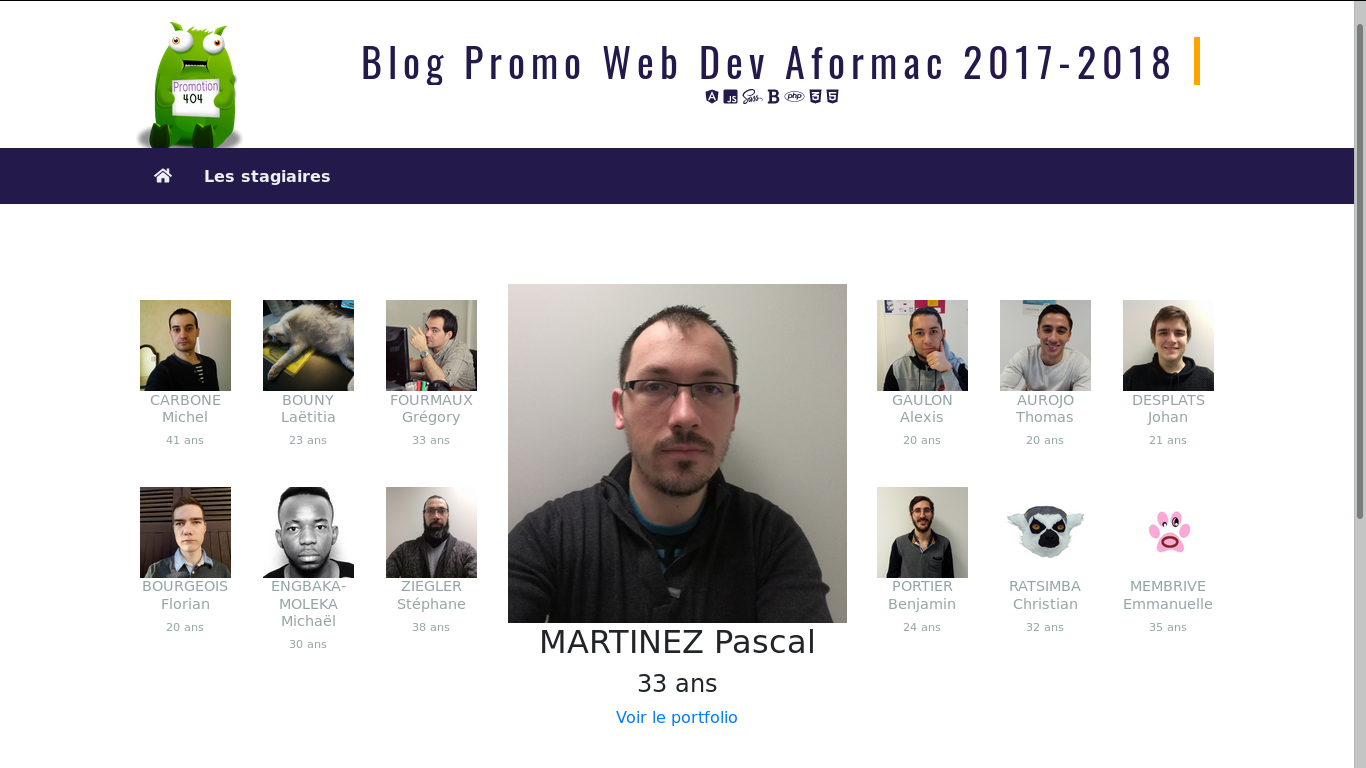 Blog Promo Web Dev Aformac 2017-2018
Promotion
404
JS
Sass
B
php
3
5
Les stagiaires
CARBONE
Michel
41 ans
BOUNY
Laëtitia
23 ans
FOURMAUX
Grégory
33 ans
GAULON
Alexis
20 ans
AUROJO
Thomas
20 ans
DESPLATS
Johan
21 ans
BOURGEOIS
Florian
20 ans
ENGBAKA-
MOLEKA
Michaël
30 ans
ZIEGLER
Stéphane
38 ans
PORTIER
Benjamin
24 ans
RATSIMBA
Christian
32 ans
MEMBRIVE
Emmanuelle
35 ans
MARTINEZ Pascal
33 ans
Voir le portfolio